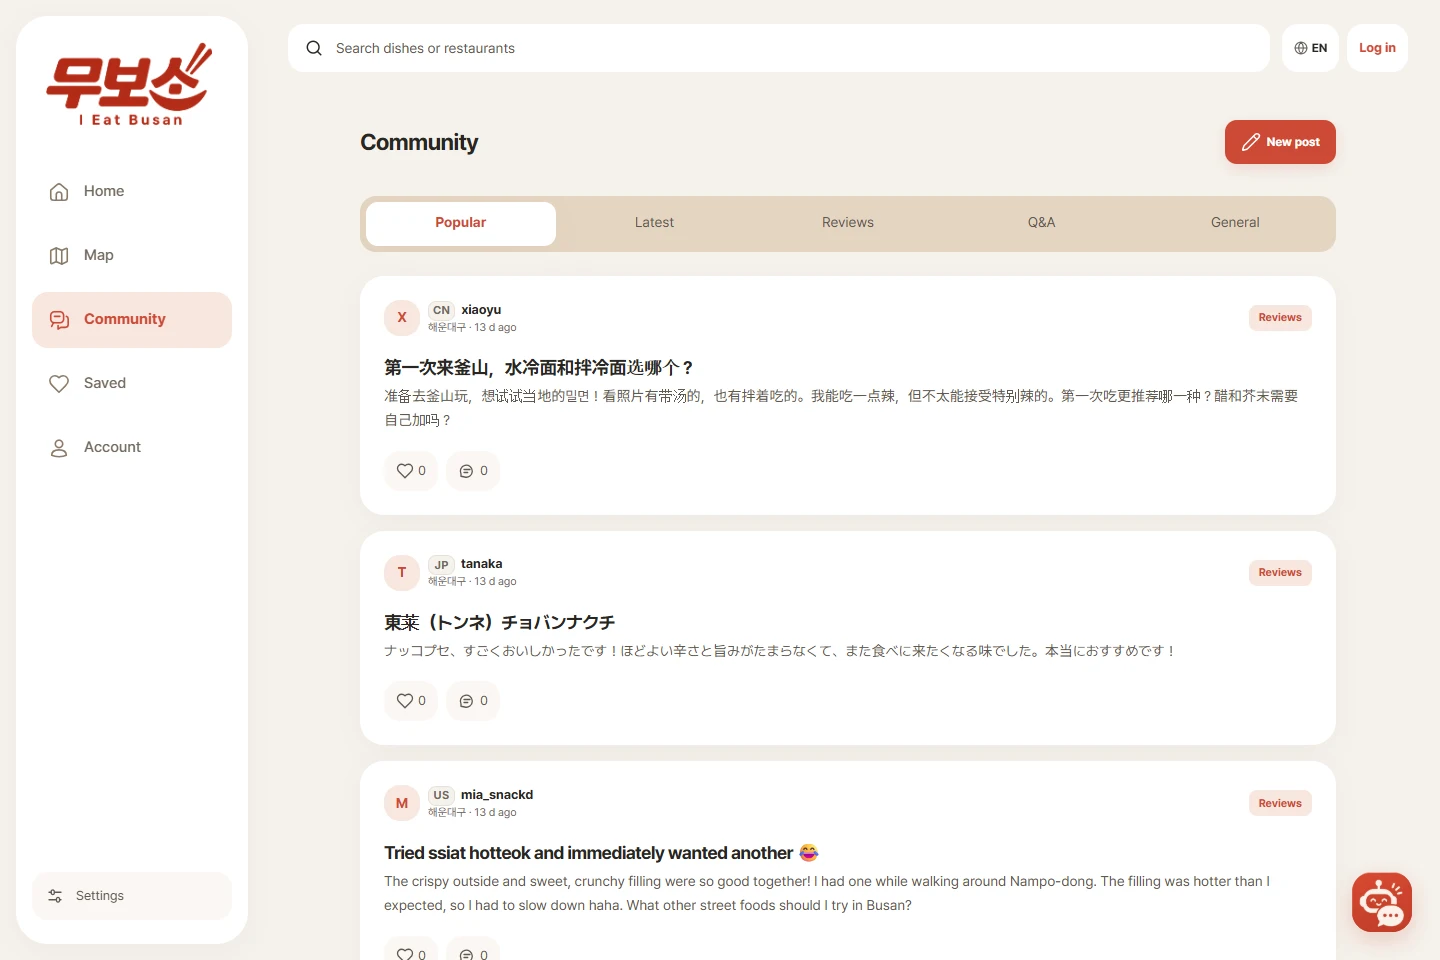 무보소
I Eat Busan
Search dishes or restaurants
EN
Log in
Home
Map
Community
Saved
Account
Settings
Community
New post
Popular
Latest
Reviews
Q&A
General
X
CN xiaoyu
해운대구 · 13 d ago
Reviews
第一次来釜山，水冷面和拌冷面选哪个？
准备去釜山玩，想试试当地的밀면！看照片有带汤的，也有拌着吃的。我能吃一点辣，但不太能接受特别辣的。第一次吃更推荐哪一种？醋和芥末需要
自己加吗？
0
0
T
JP tanaka
해운대구 · 13 d ago
Reviews
東莱（トンネ）チョバンナクチ
ナッコプセ、すごくおいしかったです！ほどよい辛さと旨みがたまらなくて、また食べに来たくなる味でした。本当におすすめです！
0
0
M
US mia_snackd
해운대구 · 13 d ago
Reviews
Tried ssiat hotteok and immediately wanted another 😂
The crispy outside and sweet, crunchy filling were so good together! I had one while walking around Nampo-dong. The filling was hotter than I
expected, so I had to slow down haha. What other street foods should I try in Busan?
0
0